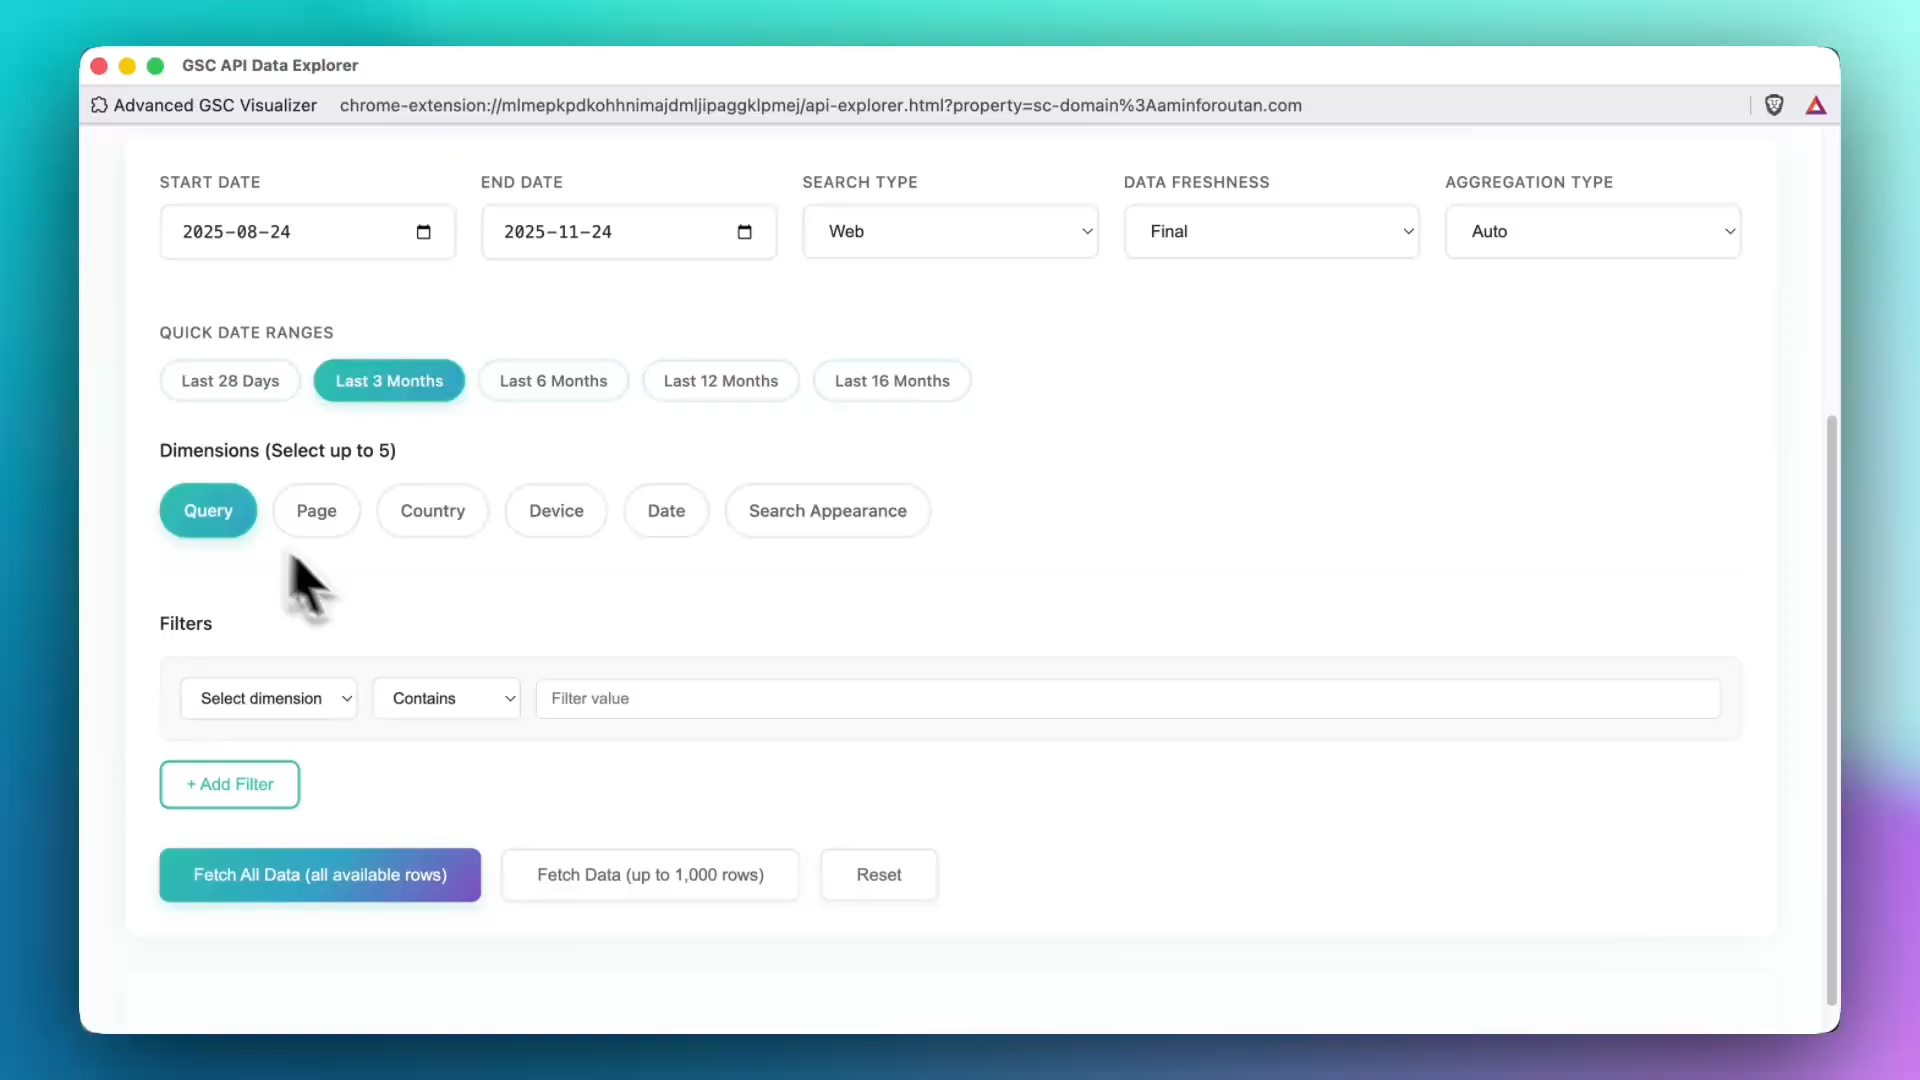 GSC API Data Explorer
Advanced GSC Visualizer chrome-extension://mlmepkpdkohhnimajdmljipaggklpmej/api-explorer.html?property=sc-domain%3Aaminforoutan.com
START DATE END DATE SEARCH TYPE DATA FRESHNESS AGGREGATION TYPE
2025-08-24 2025-11-24 Web Final Auto
QUICK DATE RANGES
Last 28 Days Last 3 Months Last 6 Months Last 12 Months Last 16 Months
Dimensions (Select up to 5)
Query Page Country Device Date Search Appearance
Filters
Select dimension Contains Filter value
+ Add Filter
Fetch All Data (all available rows) Fetch Data (up to 1,000 rows) Reset